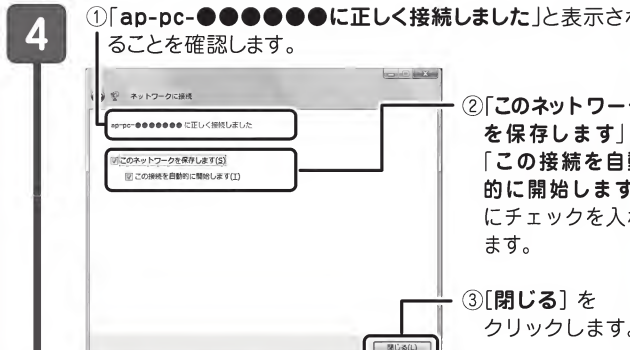 4
①「ap-pc-●●●●●●に正しく接続しました」と表示され
ることを確認します。
ネットワークに接続
ap-pc-●●●●●●● に正しく接続しました
このネットワークを保存します(S)
この接続を自動的に開始します(T)
②「このネットワーク
を保存します」
「この接続を自動
的に開始します
にチェックを入れ
ます。
③[閉じる] を
クリックします。
閉じる(L)